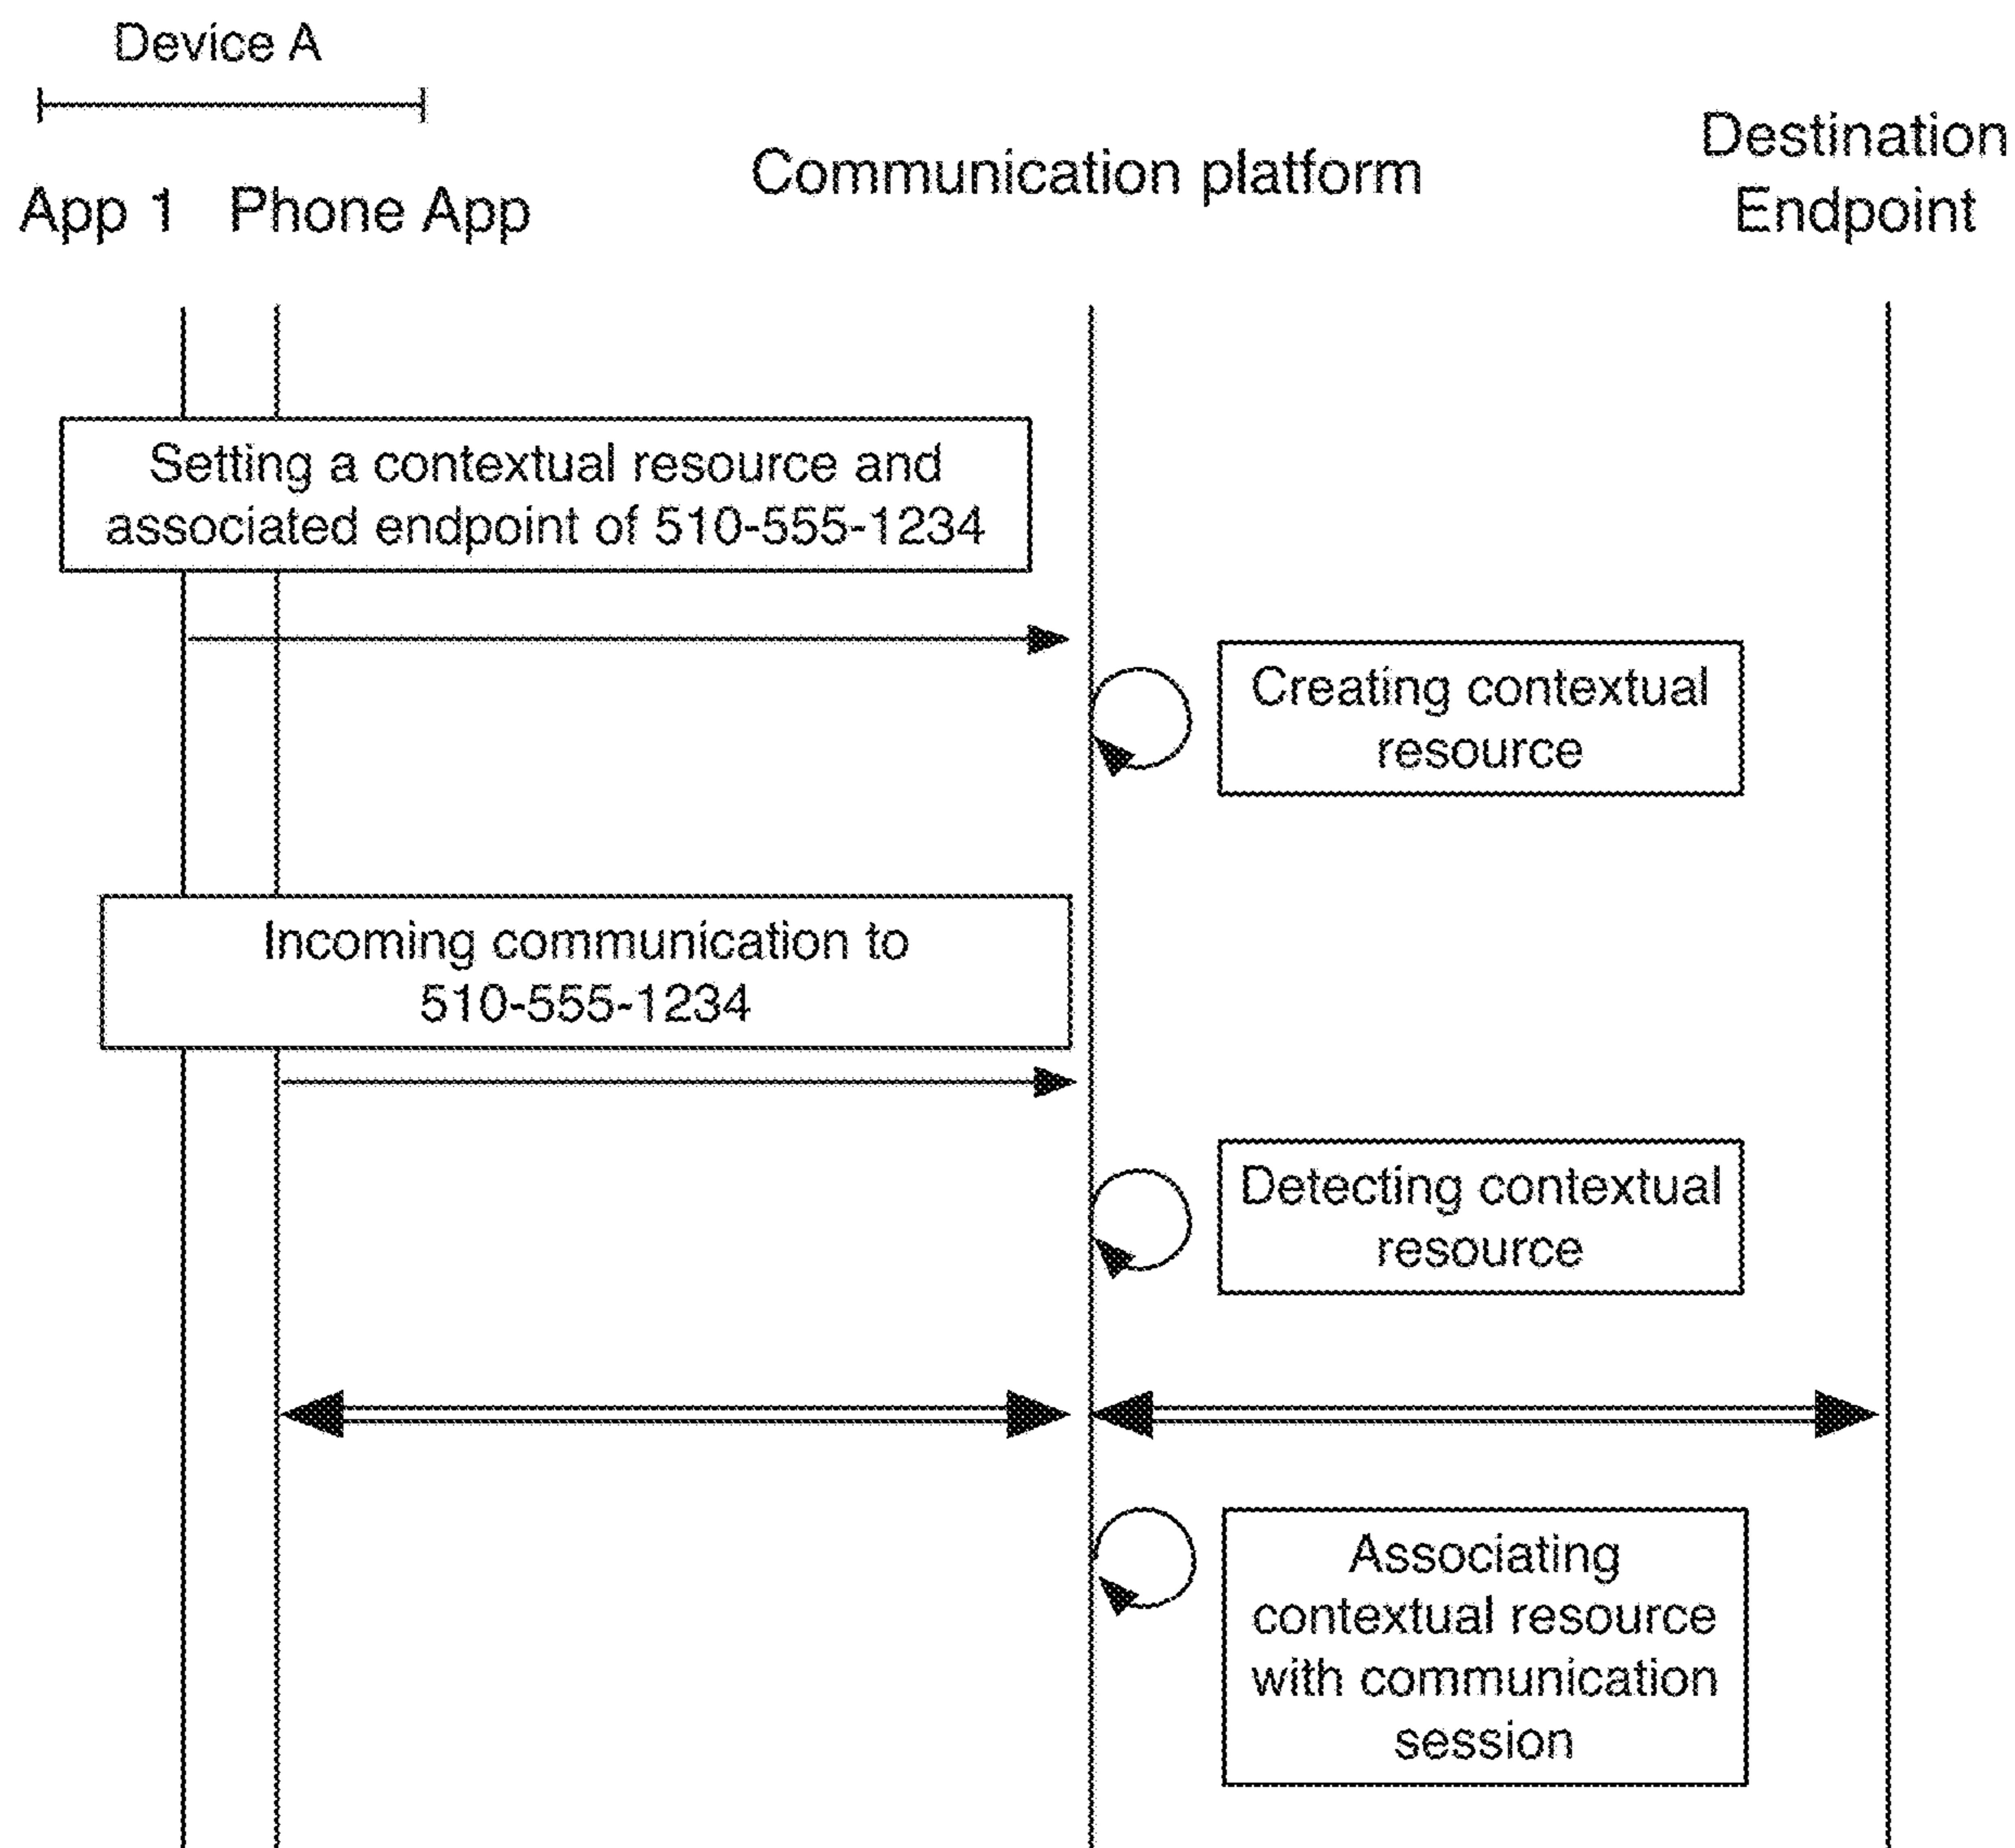 Device A
App 1
Phone App
Communication platform
Destination
Endpoint
Setting a contextual resource and
associated endpoint of 510-555-1234
Creating contextual
resource
Incoming communication to
510-555-1234
Detecting contextual
resource
Associating
contextual resource
with communication
session